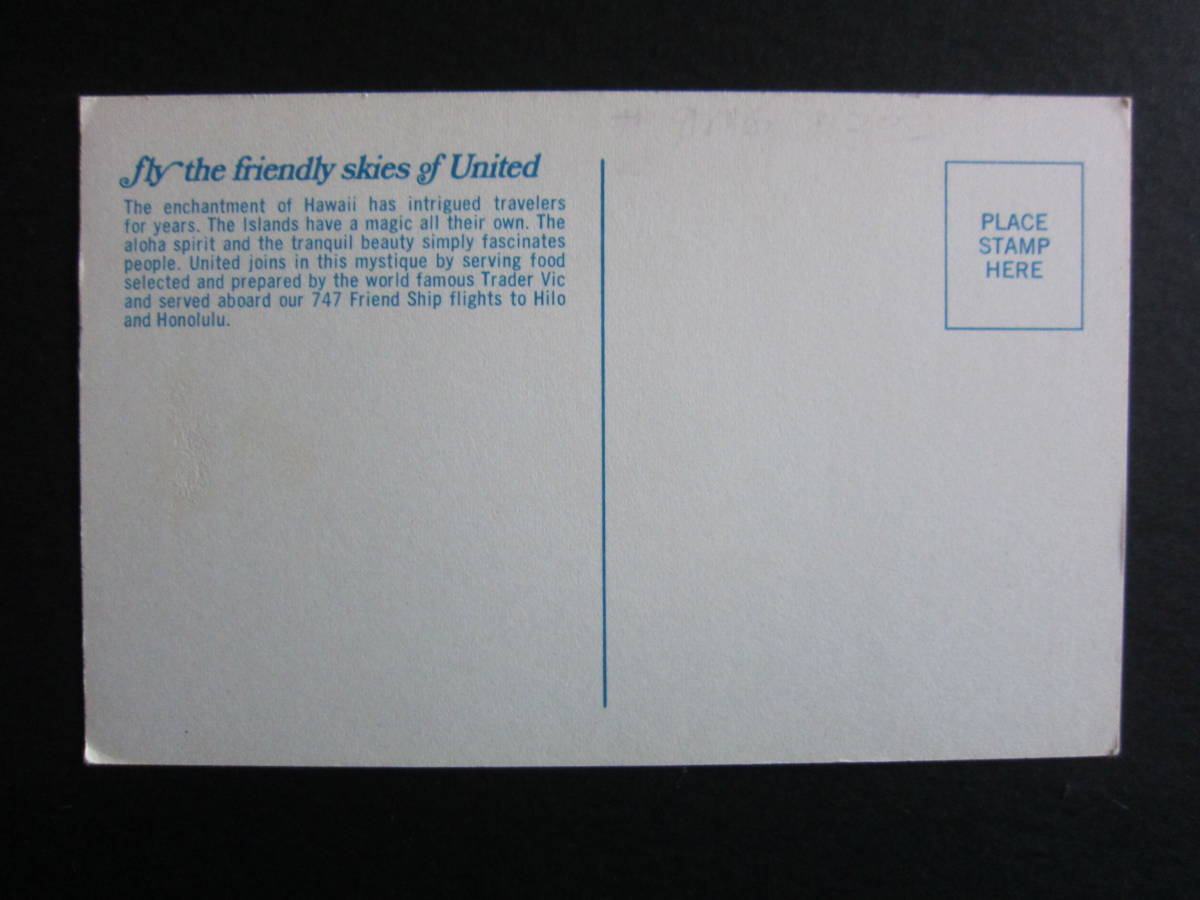 fly the friendly skies of United
The enchantment of Hawaii has intrigued travelers
for years. The Islands have a magic all their own. The
aloha spirit and the tranquil beauty simply fascinates
people. United joins in this mystique by serving food
selected and prepared by the world famous Trader Vic
and served aboard our 747 Friend Ship flights to Hilo
and Honolulu.
PLACE
STAMP
HERE